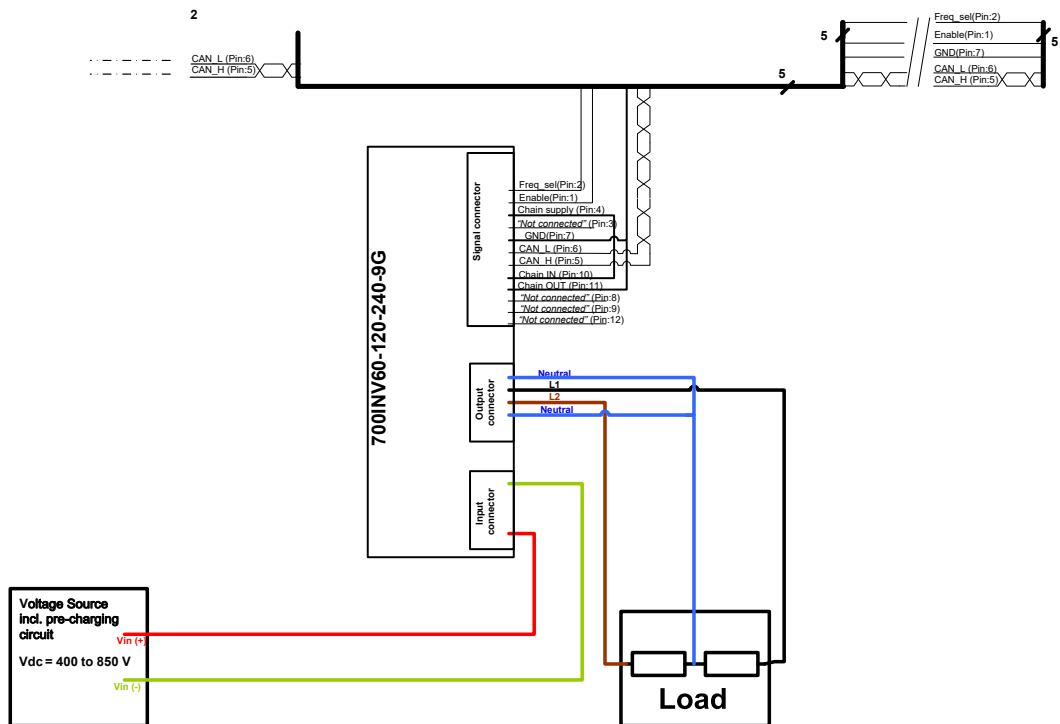 2
CAN_L (Pin:6)
CAN_H (Pin:5)
5
5
5
Freq_sel(Pin:2)
Enable(Pin:1)
GND(Pin:7)
CAN_L (Pin:6)
CAN_H (Pin:5)
700INV60-120-240-9G
Signal connector
Freq_sel(Pin:2)
Enable(Pin:1)
Chain supply (Pin:4)
"Not connected" (Pin:3)
GND(Pin:7)
CAN_L (Pin:6)
CAN_H (Pin:5)
Chain IN (Pin:10)
Chain OUT (Pin:11)
"Not connected" (Pin:8)
"Not connected" (Pin:9)
"Not connected" (Pin:12)
Output
connector
Neutral
L1
L2
Neutral
Input
connector
Voltage Source
incl. pre-charging
circuit
Vin (+)
Vdc = 400 to 850 V
Vin (-)
Load